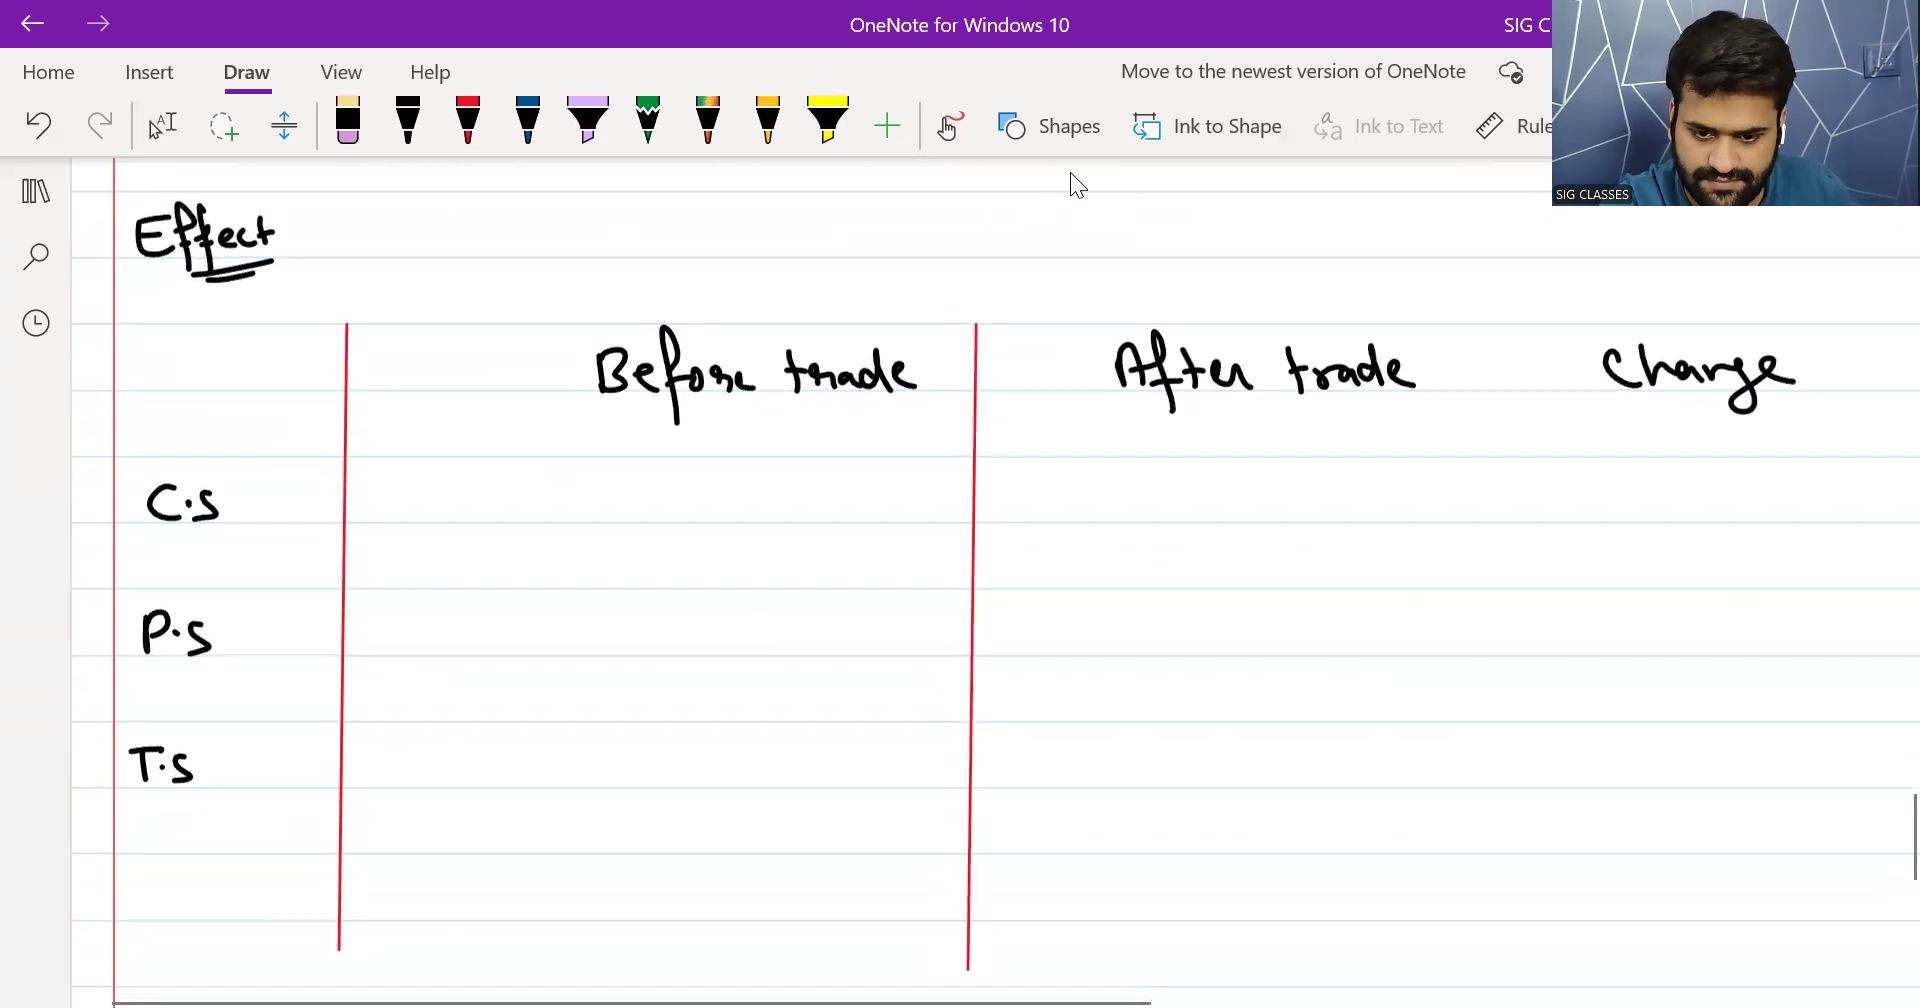 OneNote for Windows 10
SIG C
Home Insert Draw View Help
Move to the newest version of OneNote
Shapes
Ink to Shape
Ink to Text
Rule
SIG CLASSES
Effect
Before trade After trade Change
C.S
P.S
T.S